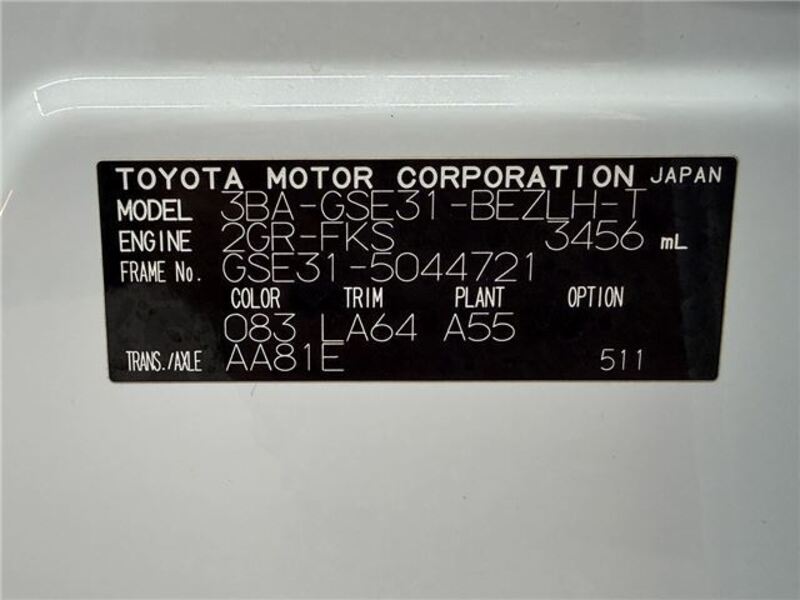 TOYOTA MOTOR CORPORATION JAPAN
MODEL 3BA-GSE31-BEZLH-T
ENGINE 2GR-FKS 3456 mL
FRAME No. GSE31-5044721
COLOR TRIM PLANT OPTION
083 LA64 A55
TRANS./AXLE AA81E 511